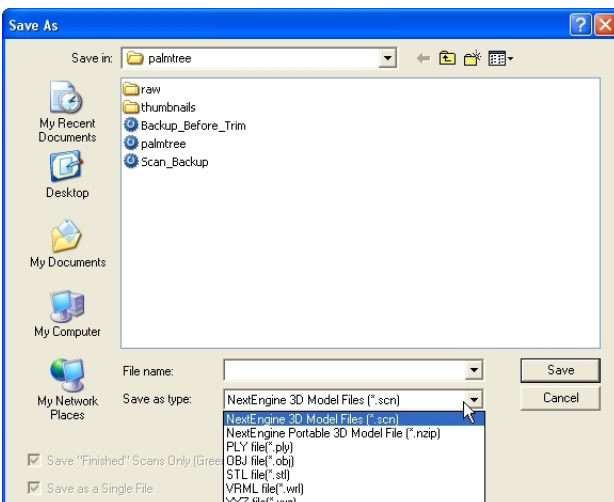 Save As
Save in: palmtree
raw
thumbnails
Backup_Before_Trim
palmtree
Scan_Backup
My Recent
Documents
Desktop
My Documents
My Computer
My Network
Places
File name:
Save
Save as type: NextEngine 3D Model Files (*.scn)
Cancel
NextEngine 3D Model Files (*.scn)
NextEngine Portable 3D Model File (*.nzip)
PLY file(*.ply)
OBJ file(*.obj)
STL file(*.stl)
VRML file(*.wrl)
XYZ file(*.xyz)
Save "Finished" Scans Only (Gree
Save as a Single File